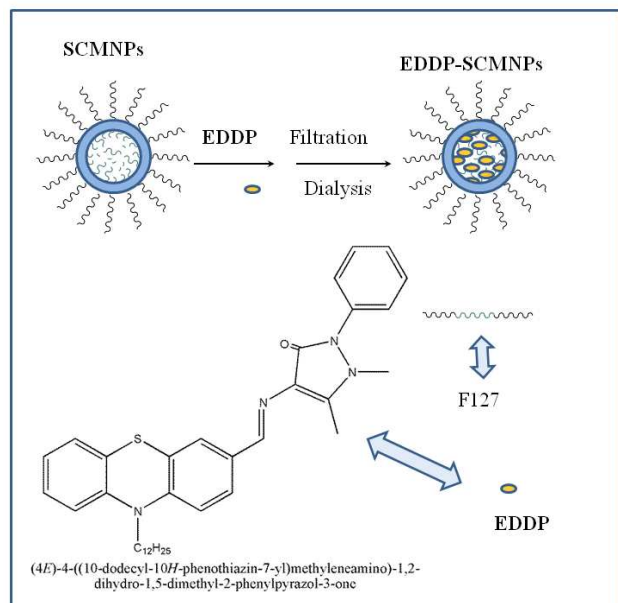 SCMNPs
EDDP-SCMNPs
EDDP
Filtration
Dialysis
O
N
N
N
S
N
C12H25
F127
EDDP
(4E)-4-((10-dodecyl-10H-phenothiazin-7-yl)methyleneamino)-1,2-
dihydro-1,5-dimethyl-2-phenylpyrazol-3-one